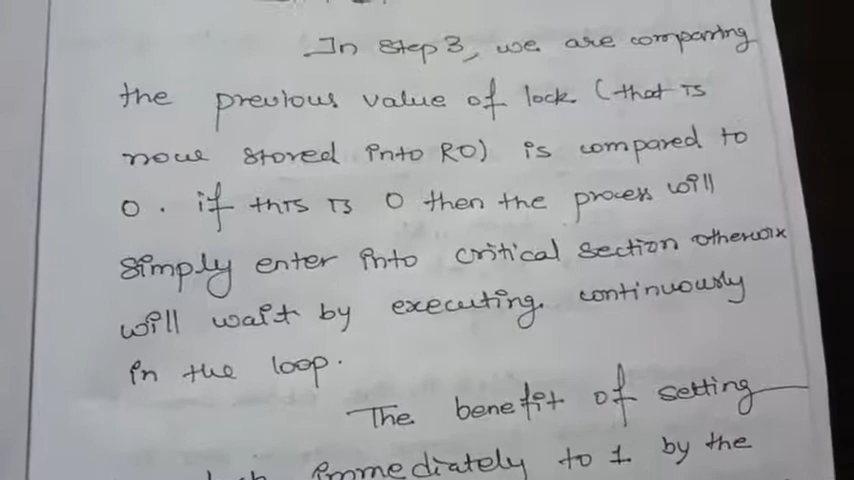 In step 3, we are comparing
the previous value of lock (that is
now stored into R0) is compared to
0. if this is 0 then the process will
simply enter into critical section otherwise
will wait by executing continuously
in the loop.
The benefit of setting
immediately to 1 by the